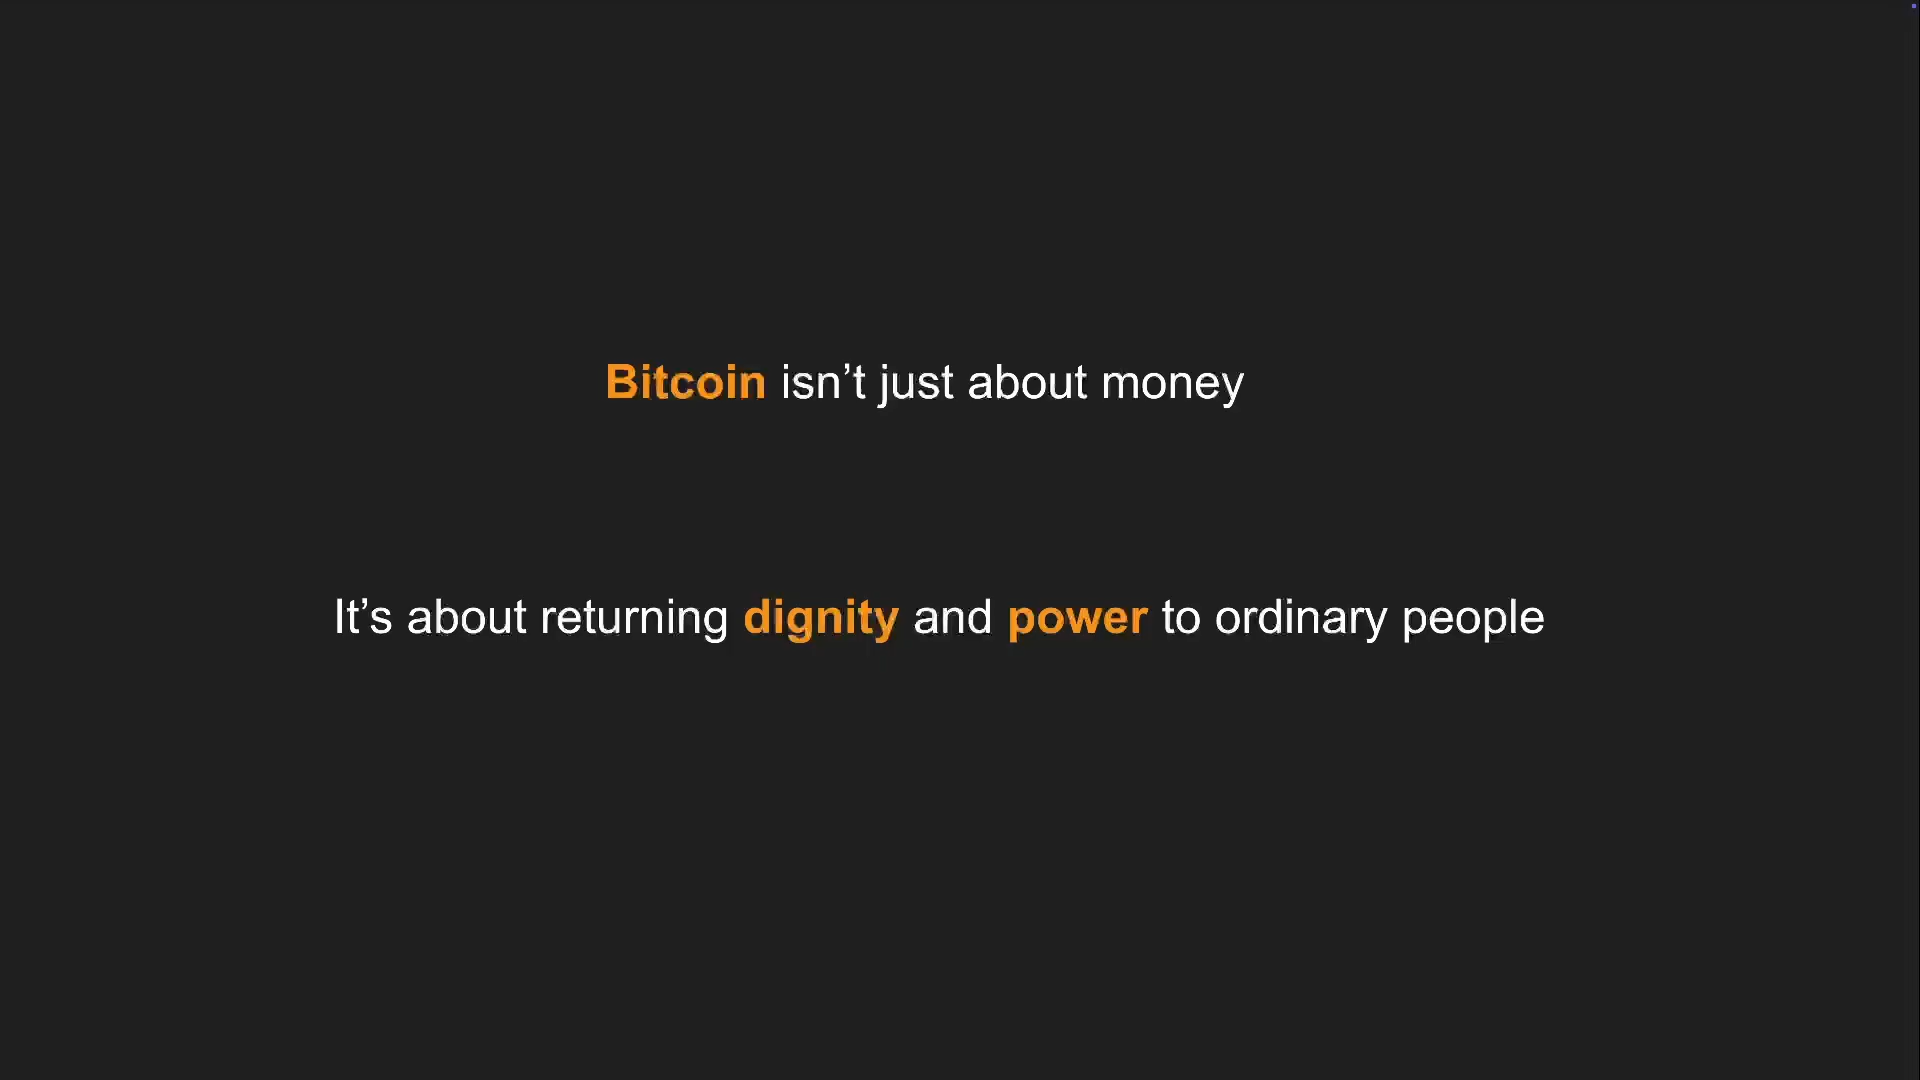 Bitcoin isn’t just about money
It’s about returning dignity and power to ordinary people